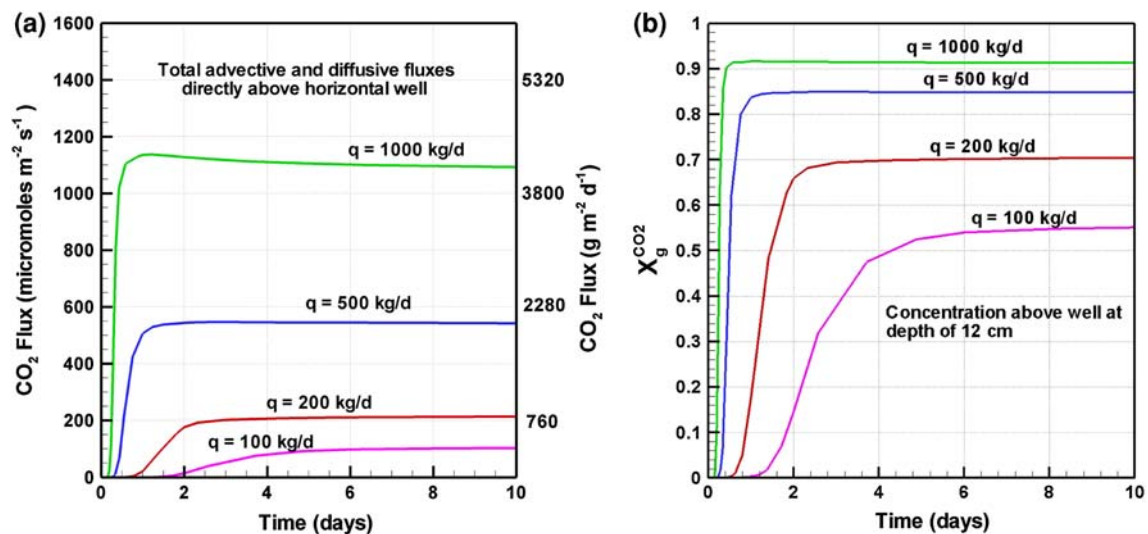 (a)
1600
1400
1200
1000
800
600
400
200
0
CO₂ Flux (micromoles m⁻² s⁻¹)
Total advective and diffusive fluxes
directly above horizontal well
q = 1000 kg/d
q = 500 kg/d
q = 200 kg/d
q = 100 kg/d
5320
3800
2280
760
CO₂ Flux (g m⁻² d⁻¹)
0 2 4 6 8 10
Time (days)
(b)
1
0.9
0.8
0.7
0.6
0.5
0.4
0.3
0.2
0.1
0
X_g^CO2
q = 1000 kg/d
q = 500 kg/d
q = 200 kg/d
q = 100 kg/d
Concentration above well at
depth of 12 cm
0 2 4 6 8 10
Time (days)